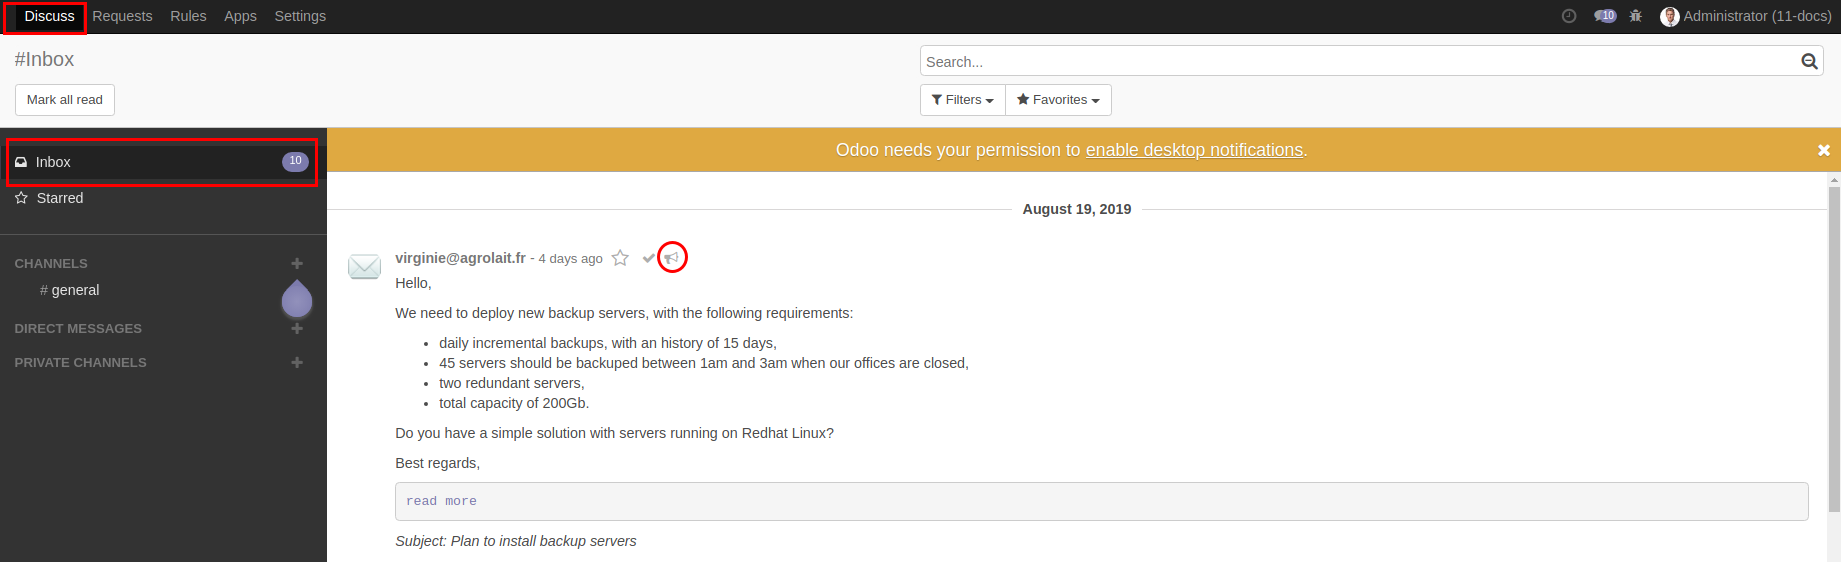 Discuss Requests Rules Apps Settings 10 Administrator (11-docs)
#Inbox
Search...
Mark all read
Filters Favorites
Inbox 10
Odoo needs your permission to enable desktop notifications.
Starred
CHANNELS
# general
DIRECT MESSAGES
PRIVATE CHANNELS
August 19, 2019
virginie@agrolait.fr - 4 days ago
Hello,
We need to deploy new backup servers, with the following requirements:
• daily incremental backups, with an history of 15 days,
• 45 servers should be backuped between 1am and 3am when our offices are closed,
• two redundant servers,
• total capacity of 200Gb.
Do you have a simple solution with servers running on Redhat Linux?
Best regards,
read more
Subject: Plan to install backup servers